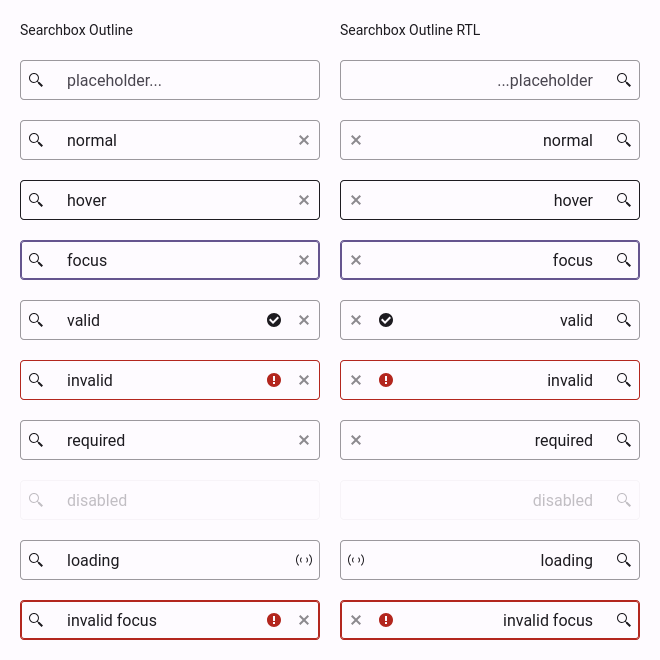 Searchbox Outline
placeholder...
normal
hover
focus
valid
invalid
required
disabled
loading
invalid focus
Searchbox Outline RTL
...placeholder
normal
hover
focus
valid
invalid
required
disabled
loading
invalid focus